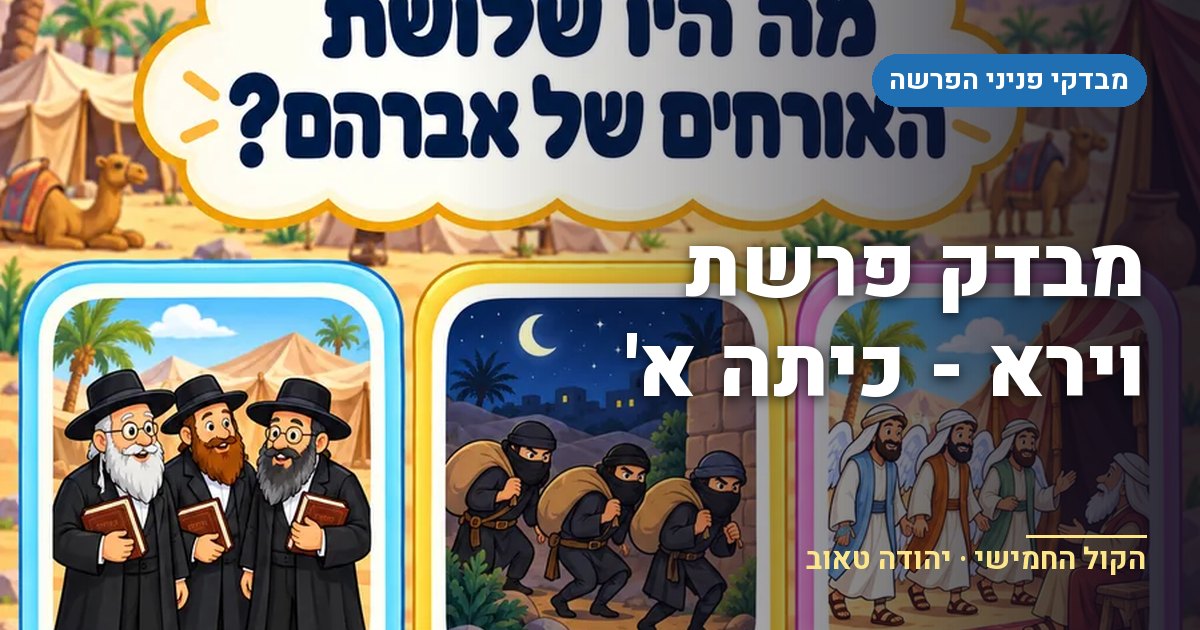 מה היו שלושת
האורחים של אברהם?
מבדקי פניני הפרשה
מבדק פרשת
וירא - כיתה א'
הקול החמישי · יהודה טאוב